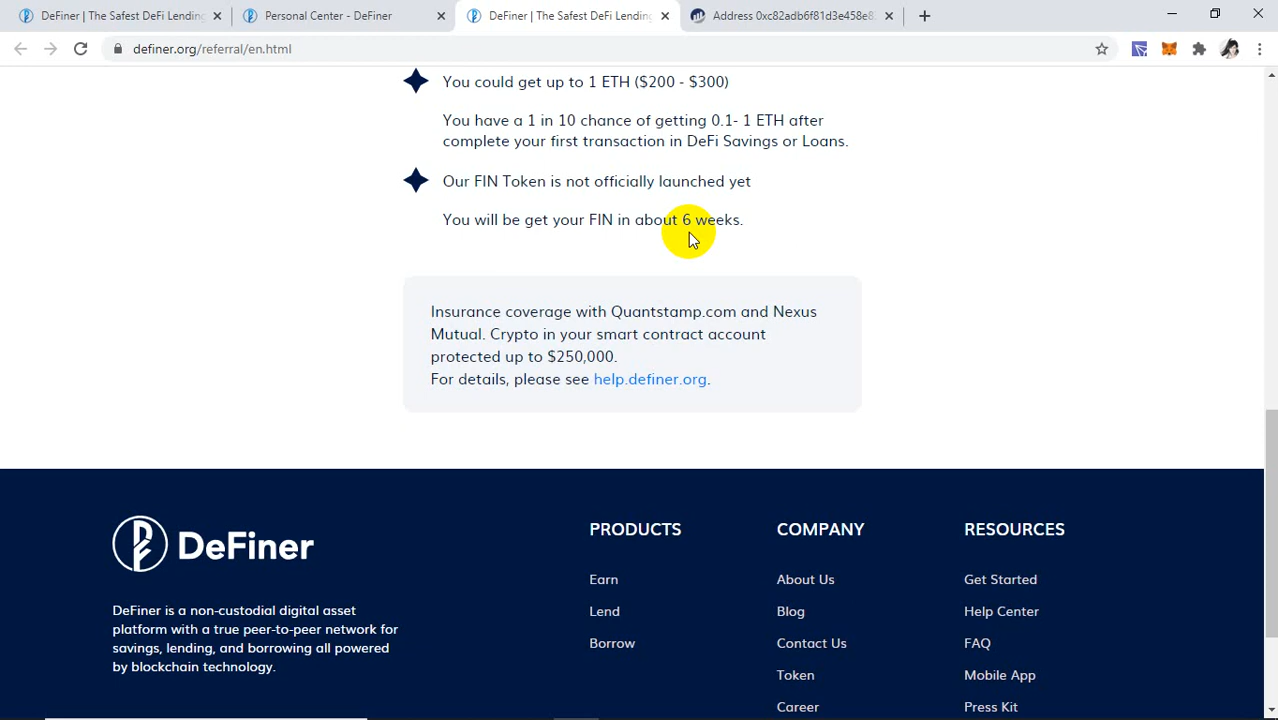 DeFiner | The Safest DeFi Lending
Personal Center - DeFiner
DeFiner | The Safest DeFi Lending
Address 0xc82adb6f81d3e458e8
definer.org/referral/en.html
You could get up to 1 ETH ($200 - $300)
You have a 1 in 10 chance of getting 0.1- 1 ETH after
complete your first transaction in DeFi Savings or Loans.
Our FIN Token is not officially launched yet
You will be get your FIN in about 6 weeks.
Insurance coverage with Quantstamp.com and Nexus
Mutual. Crypto in your smart contract account
protected up to $250,000.
For details, please see help.definer.org.
DeFiner
DeFiner is a non-custodial digital asset
platform with a true peer-to-peer network for
savings, lending, and borrowing all powered
by blockchain technology.
PRODUCTS
Earn
Lend
Borrow
COMPANY
About Us
Blog
Contact Us
Token
Career
RESOURCES
Get Started
Help Center
FAQ
Mobile App
Press Kit